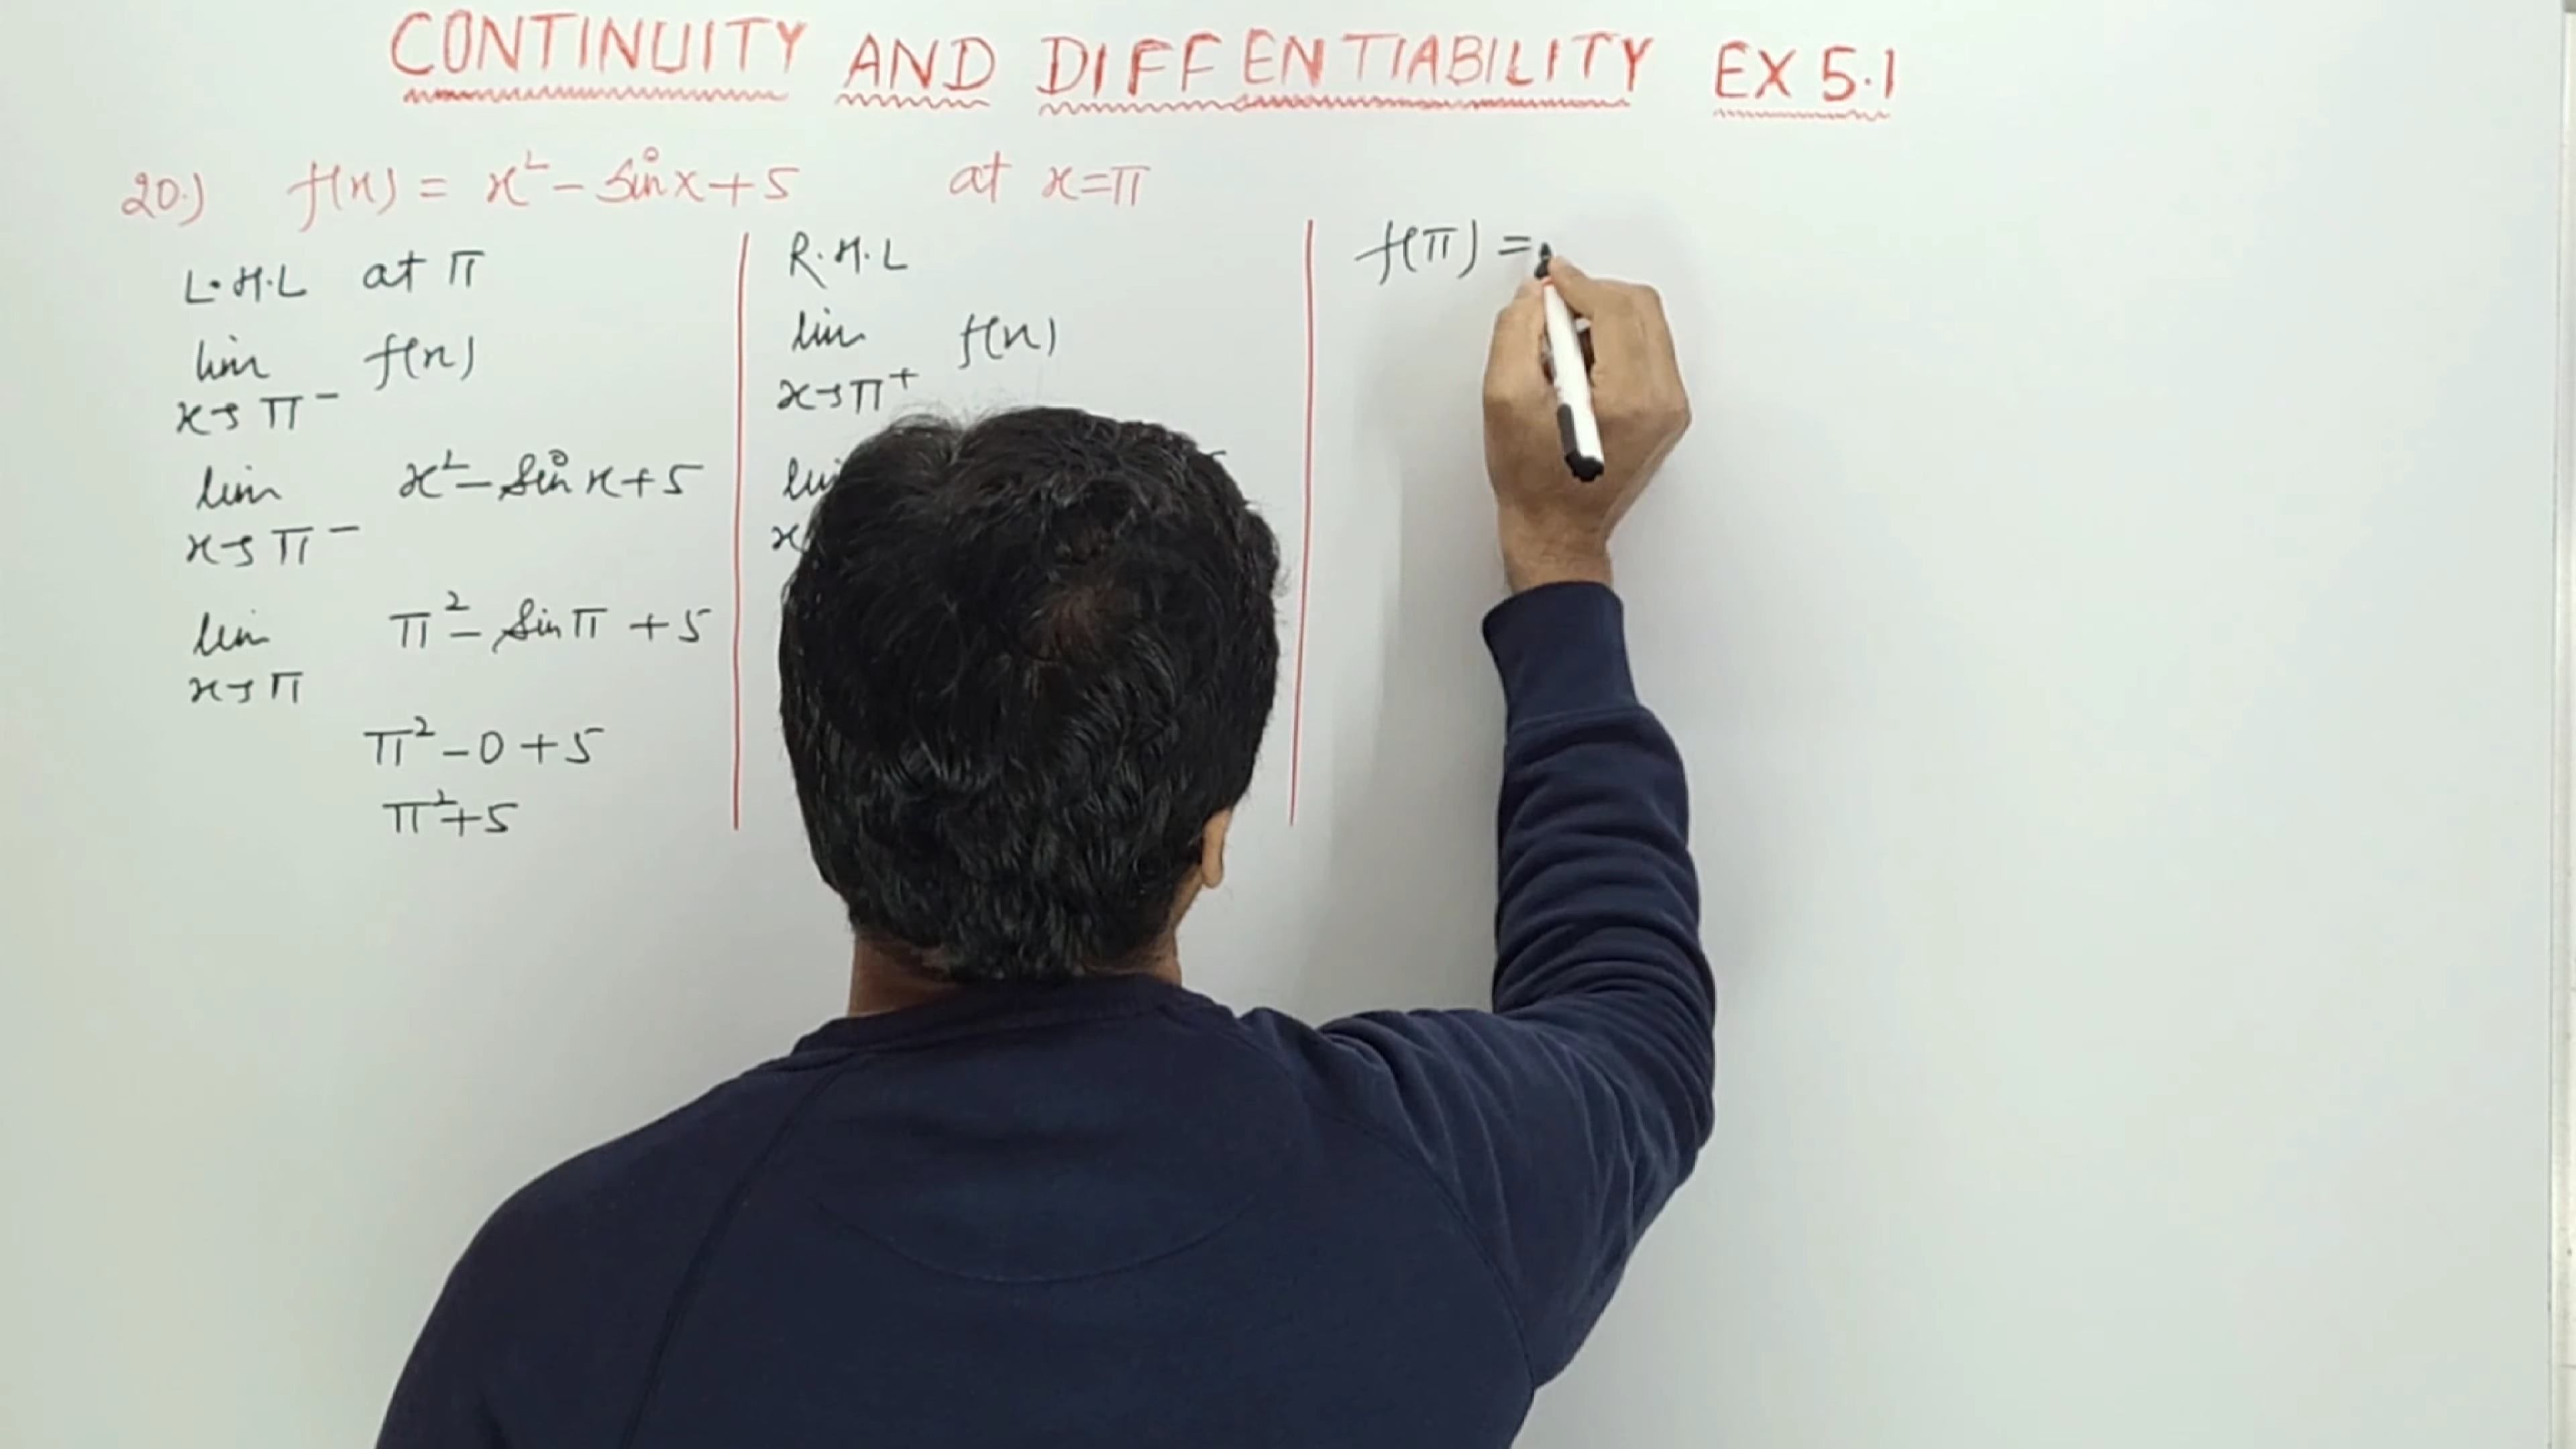 CONTINUITY AND DIFFENTIABILITY EX 5.1
20.) f(x) = x² - sin x + 5 at x = π
L.H.L at π
lim f(x)
x→π⁻
lim x² - sin x + 5
x→π⁻
lim π² - sin π + 5
x→π
π² - 0 + 5
π² + 5
R.H.L
lim f(x)
x→π⁺
f(π) =